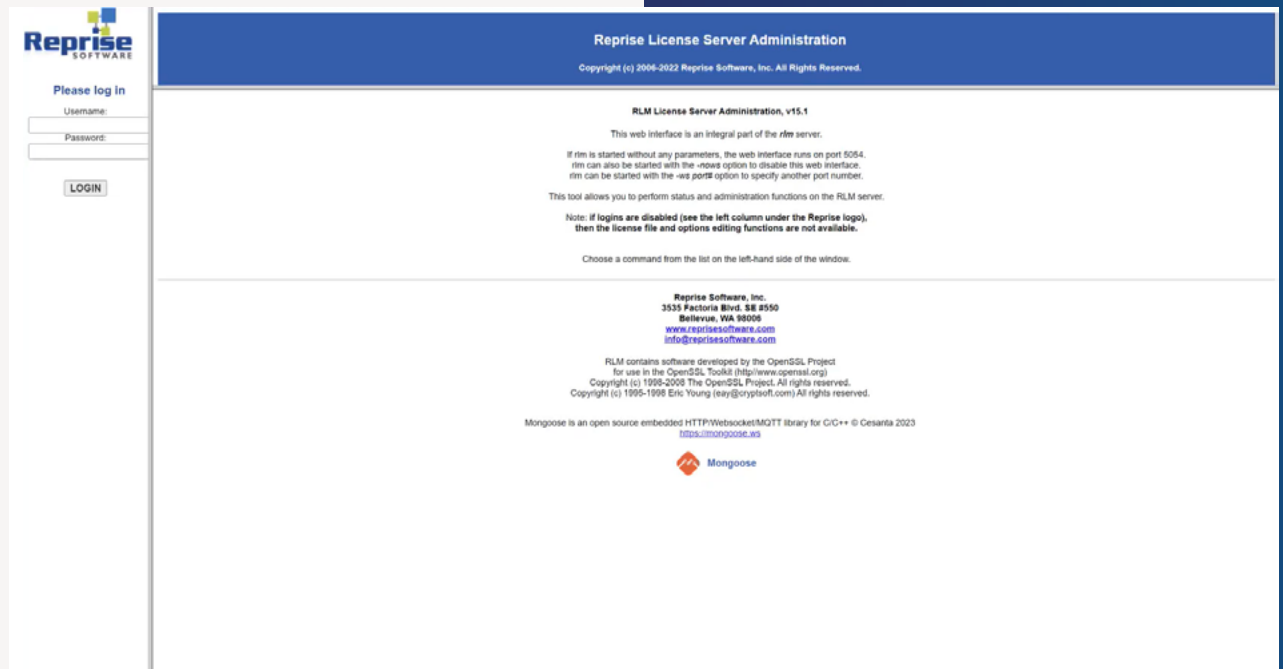 Reprise
SOFTWARE
Please log in
Username:
Password:
LOGIN
Reprise License Server Administration
Copyright (c) 2006-2022 Reprise Software, Inc. All Rights Reserved.
RLM License Server Administration, v15.1
This web interface is an integral part of the rlm server.
If rlm is started without any parameters, the web interface runs on port 5054.
rlm can also be started with the -nows option to disable this web interface.
rlm can be started with the -ws port# option to specify another port number.
This tool allows you to perform status and administration functions on the RLM server.
Note: if logins are disabled (see the left column under the Reprise logo),
then the license file and options editing functions are not available.
Choose a command from the list on the left-hand side of the window.
Reprise Software, Inc.
3535 Factoria Blvd. SE #550
Bellevue, WA 98006
www.reprisesoftware.com
info@reprisesoftware.com
RLM contains software developed by the OpenSSL Project
for use in the OpenSSL Toolkit (http//www.openssl.org)
Copyright (c) 1998-2008 The OpenSSL Project. All rights reserved.
Copyright (c) 1995-1998 Eric Young (eay@cryptsoft.com) All rights reserved.
Mongoose is an open source embedded HTTP/Websocket/MQTT library for C/C++ © Cesanta 2023
https://mongoose.ws
Mongoose